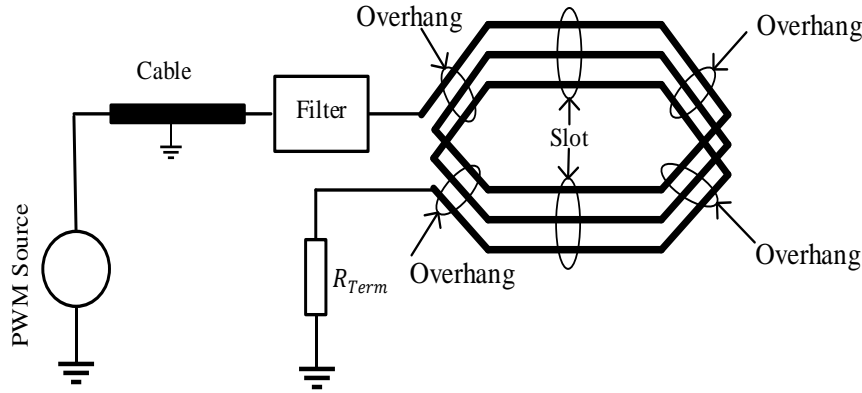 Overhang
Overhang
Cable
Filter
Slot
PWM Source
R_Term
Overhang
Overhang